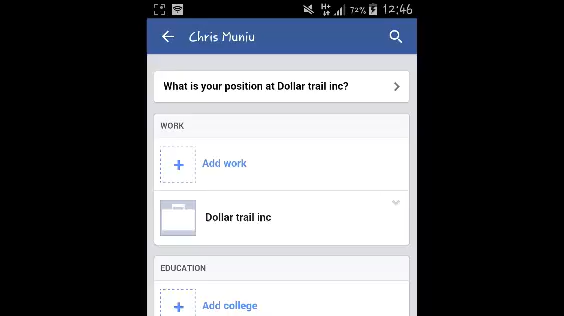 H+ 72% 12:46
Chris Muniu
What is your position at Dollar trail inc?
WORK
+ Add work
Dollar trail inc
EDUCATION
+ Add college